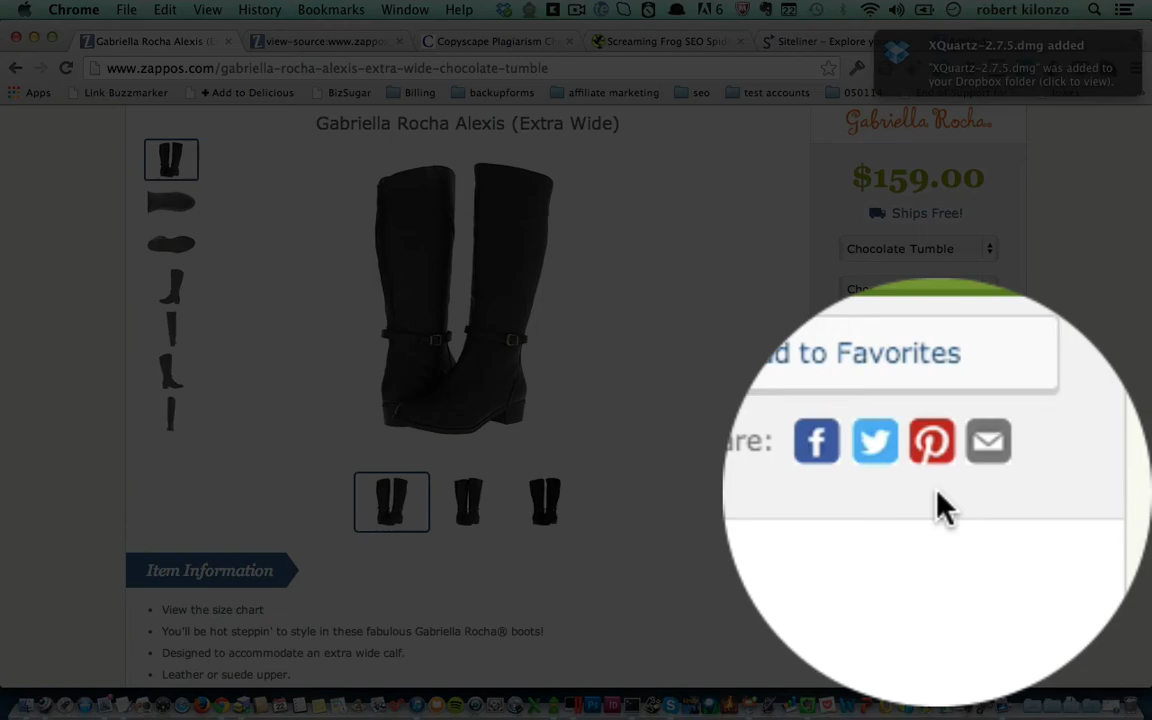 Chrome File Edit View History Bookmarks Window Help 6 22 robert kilonzo
Gabriella Rocha Alexis (E × view-source:www.zappos × Copyscape Plagiarism Ch × Screaming Frog SEO Spid Siteliner – Explore y
XQuartz-2.7.5.dmg added
"XQuartz-2.7.5.dmg" was added to
your Dropbox folder (click to view).
www.zappos.com/gabriella-rocha-alexis-extra-wide-chocolate-tumble
Apps Link Buzzmarker + Add to Delicious BizSugar Billing backupforms affiliate marketing seo test accounts 050114
Gabriella Rocha Alexis (Extra Wide)
Gabriella Rocha.
$159.00
Ships Free!
Chocolate Tumble
to Favorites
Item Information
• View the size chart
• You'll be hot steppin' to style in these fabulous Gabriella Rocha® boots!
• Designed to accommodate an extra wide calf.
• Leather or suede upper.